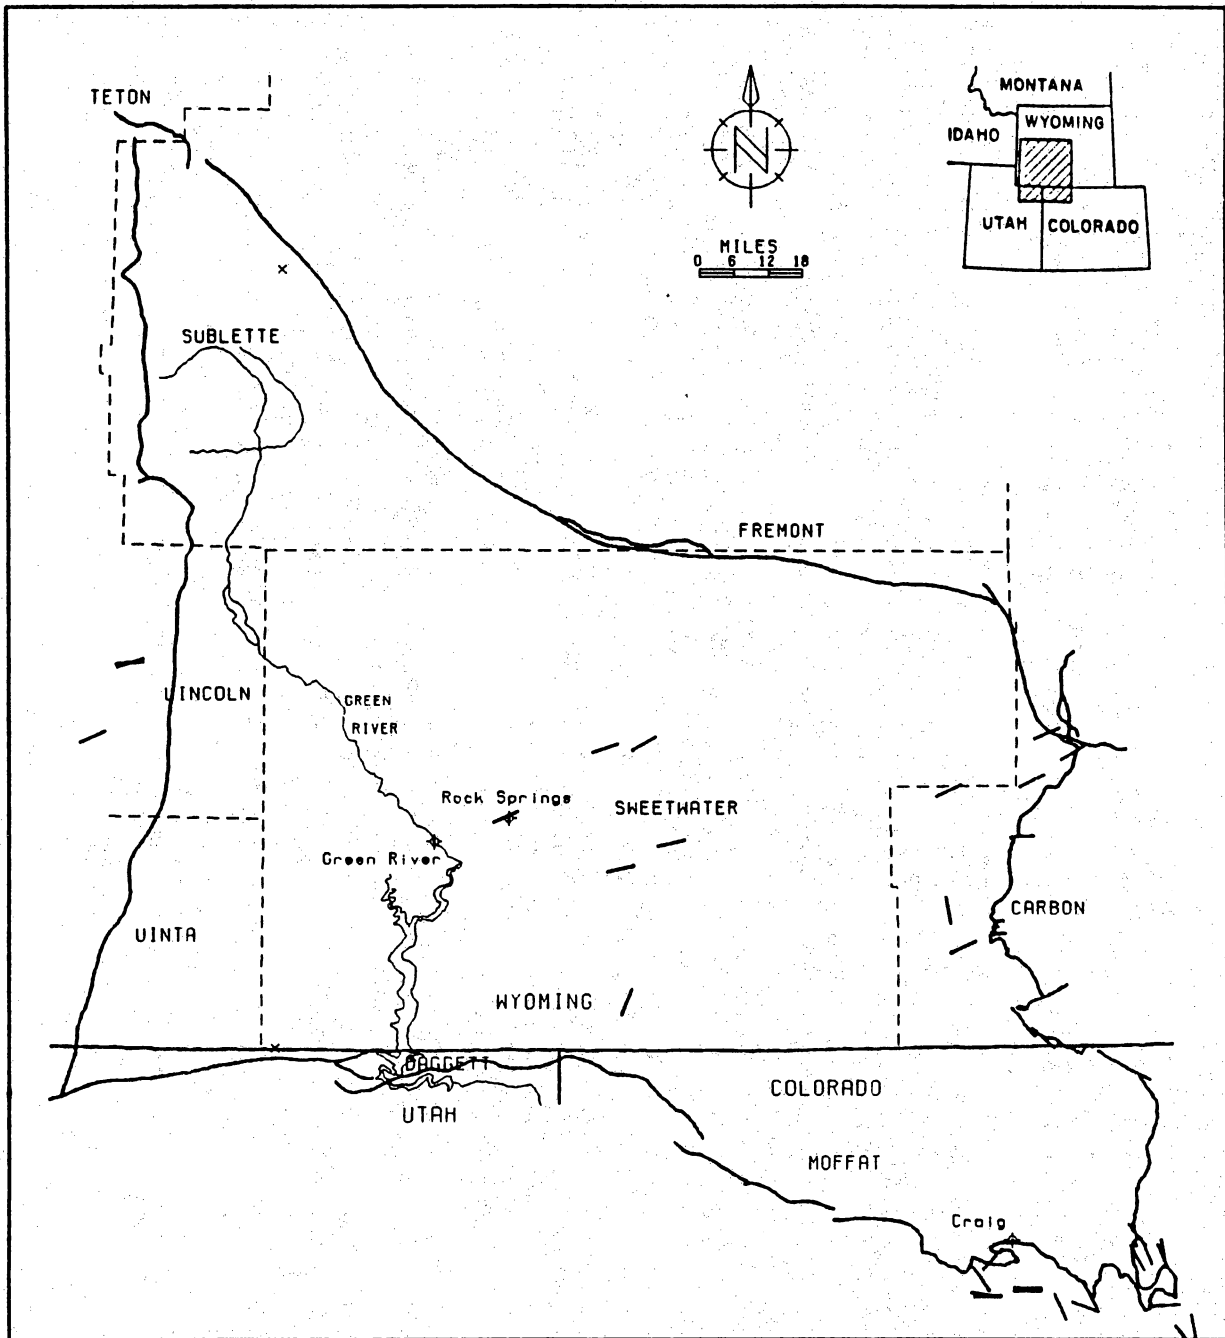 TETON
MONTANA
WYOMING
IDAHO
UTAH
COLORADO
N
MILES
0 6 12 18
SUBLETTE
FREMONT
LINCOLN
GREEN
RIVER
Rock Springs
SWEETWATER
Green River
CARBON
UINTA
WYOMING
DAGGETT
COLORADO
UTAH
MOFFAT
Craig